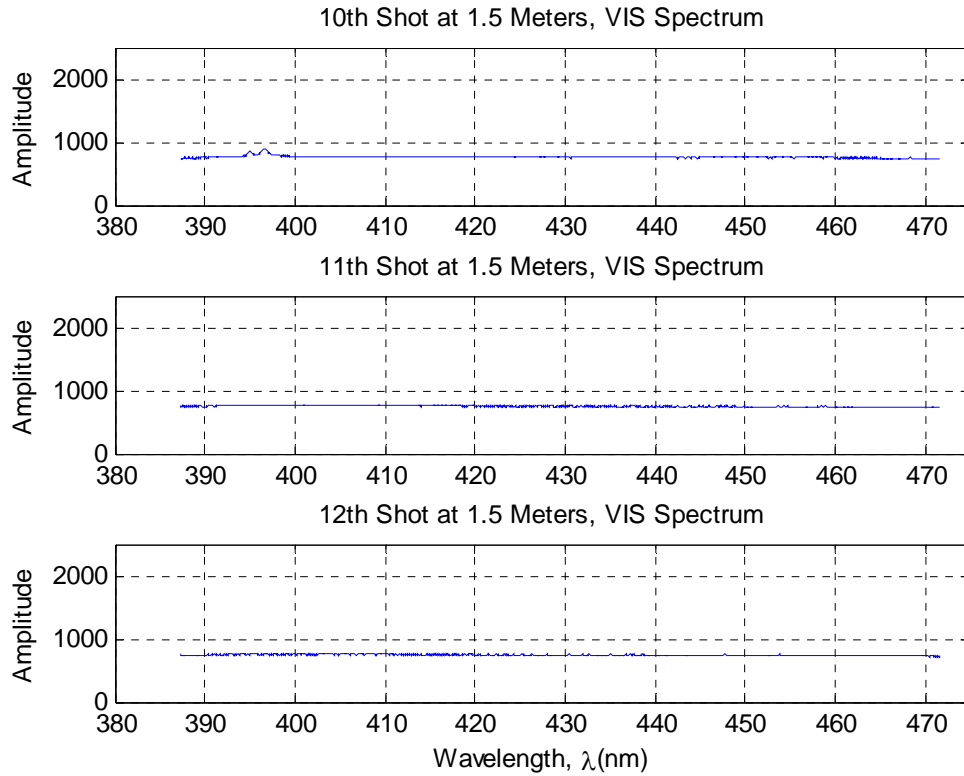 10th Shot at 1.5 Meters, VIS Spectrum
2000
1000
0
Amplitude
380 390 400 410 420 430 440 450 460 470
11th Shot at 1.5 Meters, VIS Spectrum
2000
1000
0
Amplitude
380 390 400 410 420 430 440 450 460 470
12th Shot at 1.5 Meters, VIS Spectrum
2000
1000
0
Amplitude
380 390 400 410 420 430 440 450 460 470
Wavelength, λ(nm)